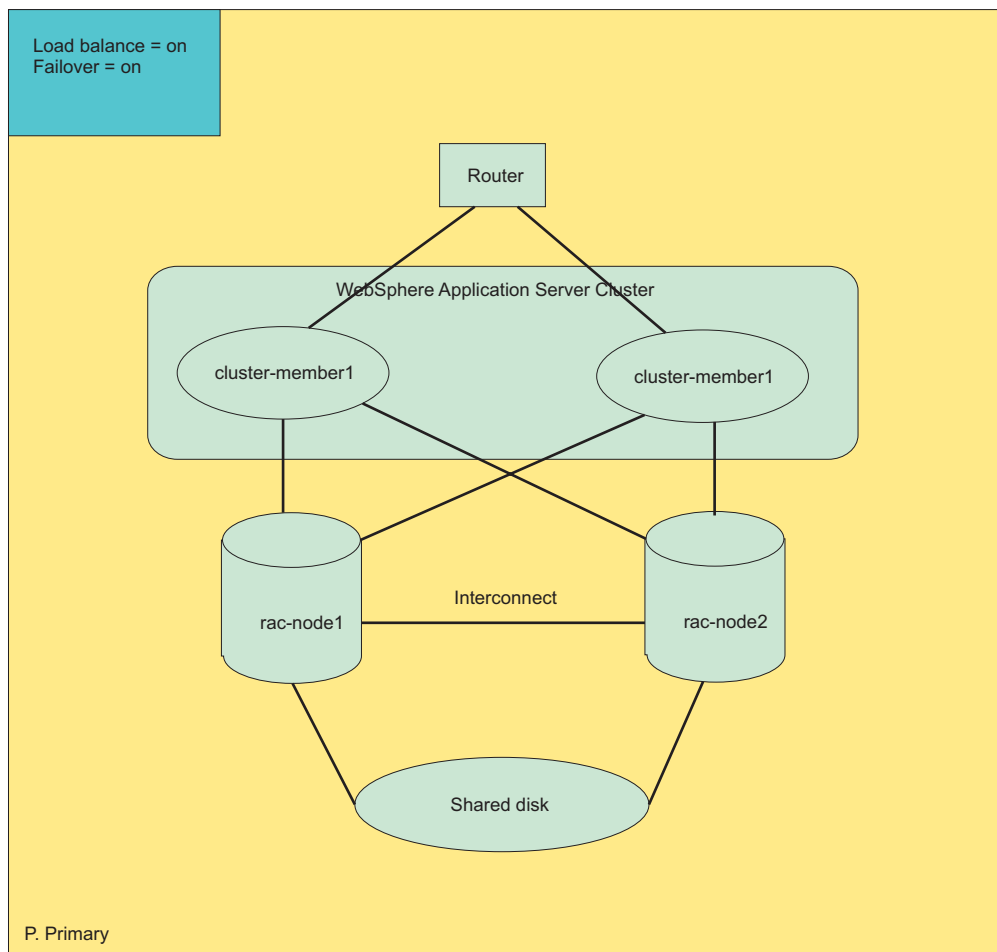 Load balance = on
Failover = on
Router
WebSphere Application Server Cluster
cluster-member1
cluster-member1
Interconnect
rac-node1
rac-node2
Shared disk
P. Primary